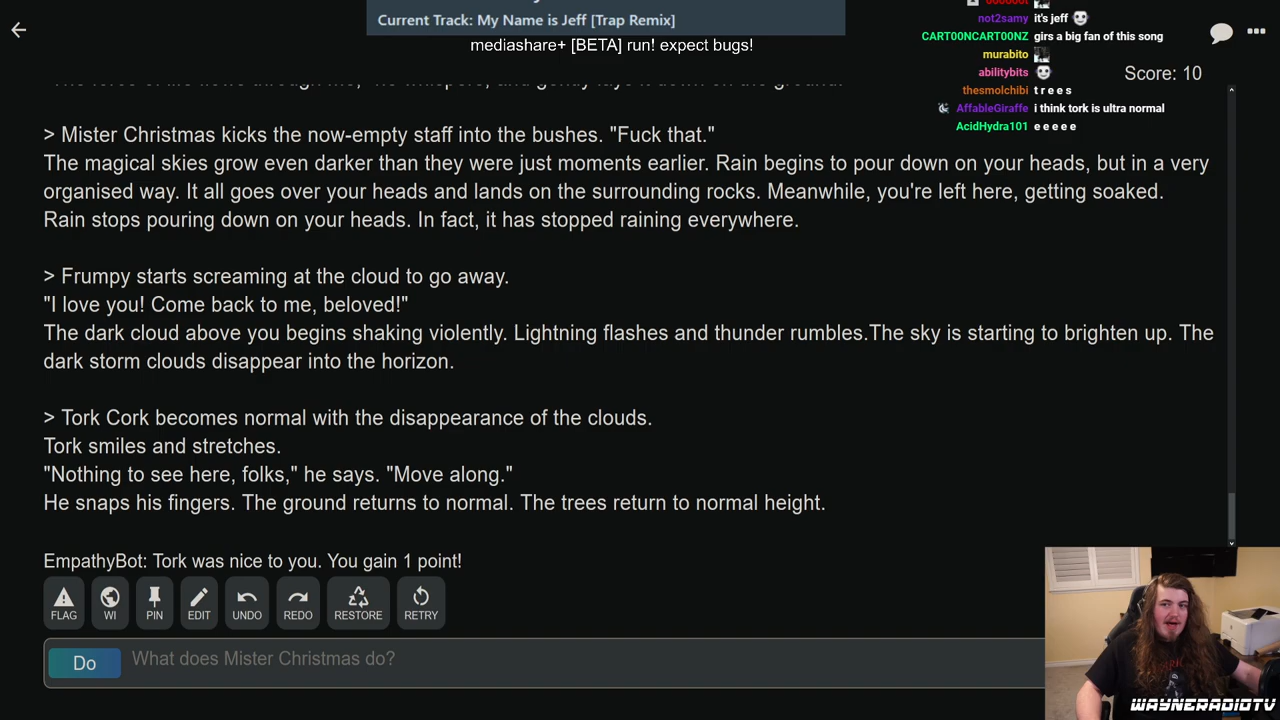 Current Track: My Name is Jeff [Trap Remix]
mediashare+ [BETA] run! expect bugs!
not2samy it's jeff
CART00NCART00NZ girs a big fan of this song
murabito
abilitybits
thesmolchibi t r e e s
AffableGiraffe i think tork is ultra normal
AcidHydra101 e e e e e
Score: 10
> Mister Christmas kicks the now-empty staff into the bushes. "Fuck that."
The magical skies grow even darker than they were just moments earlier. Rain begins to pour down on your heads, but in a very
organised way. It all goes over your heads and lands on the surrounding rocks. Meanwhile, you're left here, getting soaked.
Rain stops pouring down on your heads. In fact, it has stopped raining everywhere.
> Frumpy starts screaming at the cloud to go away.
"I love you! Come back to me, beloved!"
The dark cloud above you begins shaking violently. Lightning flashes and thunder rumbles.The sky is starting to brighten up. The
dark storm clouds disappear into the horizon.
> Tork Cork becomes normal with the disappearance of the clouds.
Tork smiles and stretches.
"Nothing to see here, folks," he says. "Move along."
He snaps his fingers. The ground returns to normal. The trees return to normal height.
EmpathyBot: Tork was nice to you. You gain 1 point!
FLAG
WI
PIN
EDIT
UNDO
REDO
RESTORE
RETRY
Do
What does Mister Christmas do?
WAYNERADIOTV